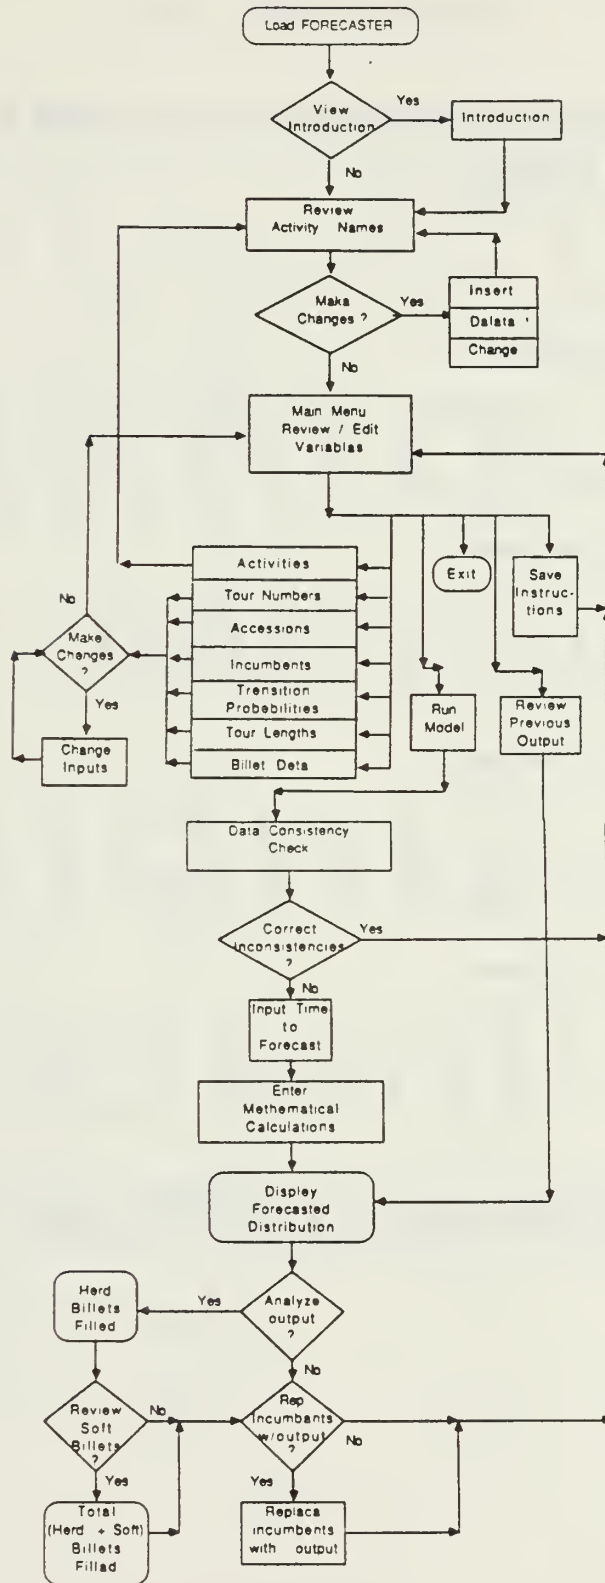 Load FORECASTER
View
Introduction
Yes
Introduction
No
Review
Activity Names
Maka
Changes ?
Yes
Insert
Dalata
Change
No
Main Menu
Review / Edit
Variablas
Activities
Tour Numbers
Accessions
Incumbents
Trensition
Probebilities
Tour Lengths
Billet Deta
Exit
Save
Instruc-
tions
No
Make
Chenges
?
Yes
Chenge
Inputs
Run
Model
Review
Previous
Output
Data Consistency
Check
Correct
Inconsistencies
?
Yes
No
Input Time
to
Forecast
Enter
Methematical
Calculations
Display
Forecasted
Distribution
Herd
Billets
Filled
Yes
Analyze
output
?
No
Review
Soft
Billets
?
No
Rep
Incumbants
w/output
?
No
Yes
Yes
Total
(Herd + Soft)
Billets
Fillad
Replaca
incumbents
with output